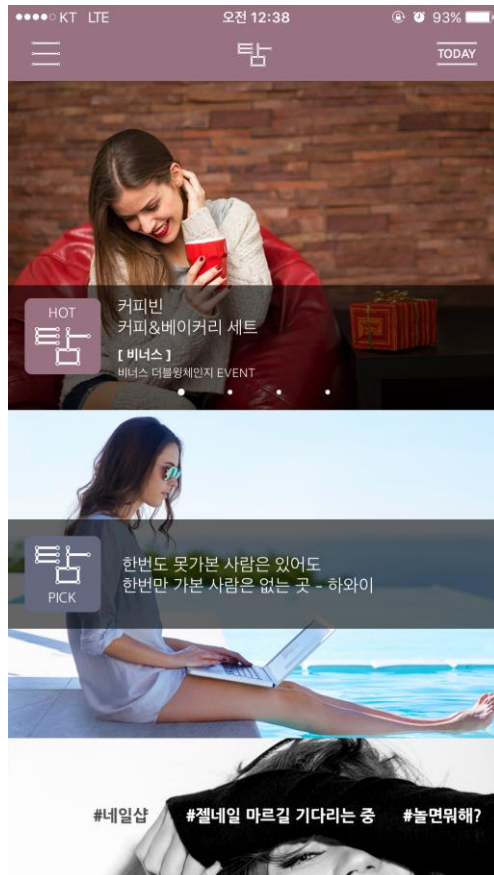 KT LTE 오전 12:38 93%
탐 TODAY
HOT
탐
커피빈
커피&베이커리 세트
[ 비너스 ]
비너스 더블윙체인지 EVENT
탐
PICK
한번도 못가본 사람은 있어도
한번만 가본 사람은 없는 곳 - 하와이
#네일샵 #젤네일 마르길 기다리는 중 #놀면뭐해?